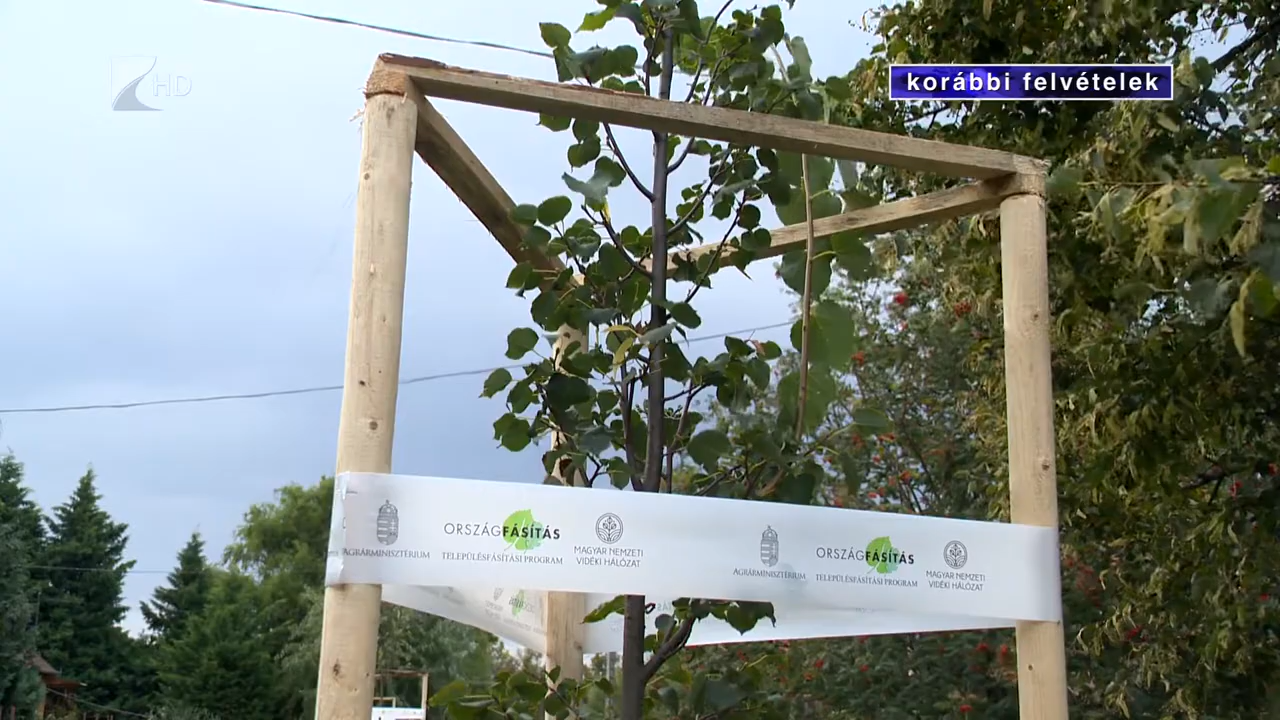 HD
korábbi felvételek
AGRÁRMINISZTÉRIUM
ORSZÁGFÁSÍTÁS
TELEPÜLÉSFÁSÍTÁSI PROGRAM
MAGYAR NEMZETI
VIDÉKI HÁLÓZAT
AGRÁRMINISZTÉRIUM
ORSZÁGFÁSÍTÁS
TELEPÜLÉSFÁSÍTÁSI PROGRAM
MAGYAR NEMZETI
VIDÉKI HÁLÓZAT